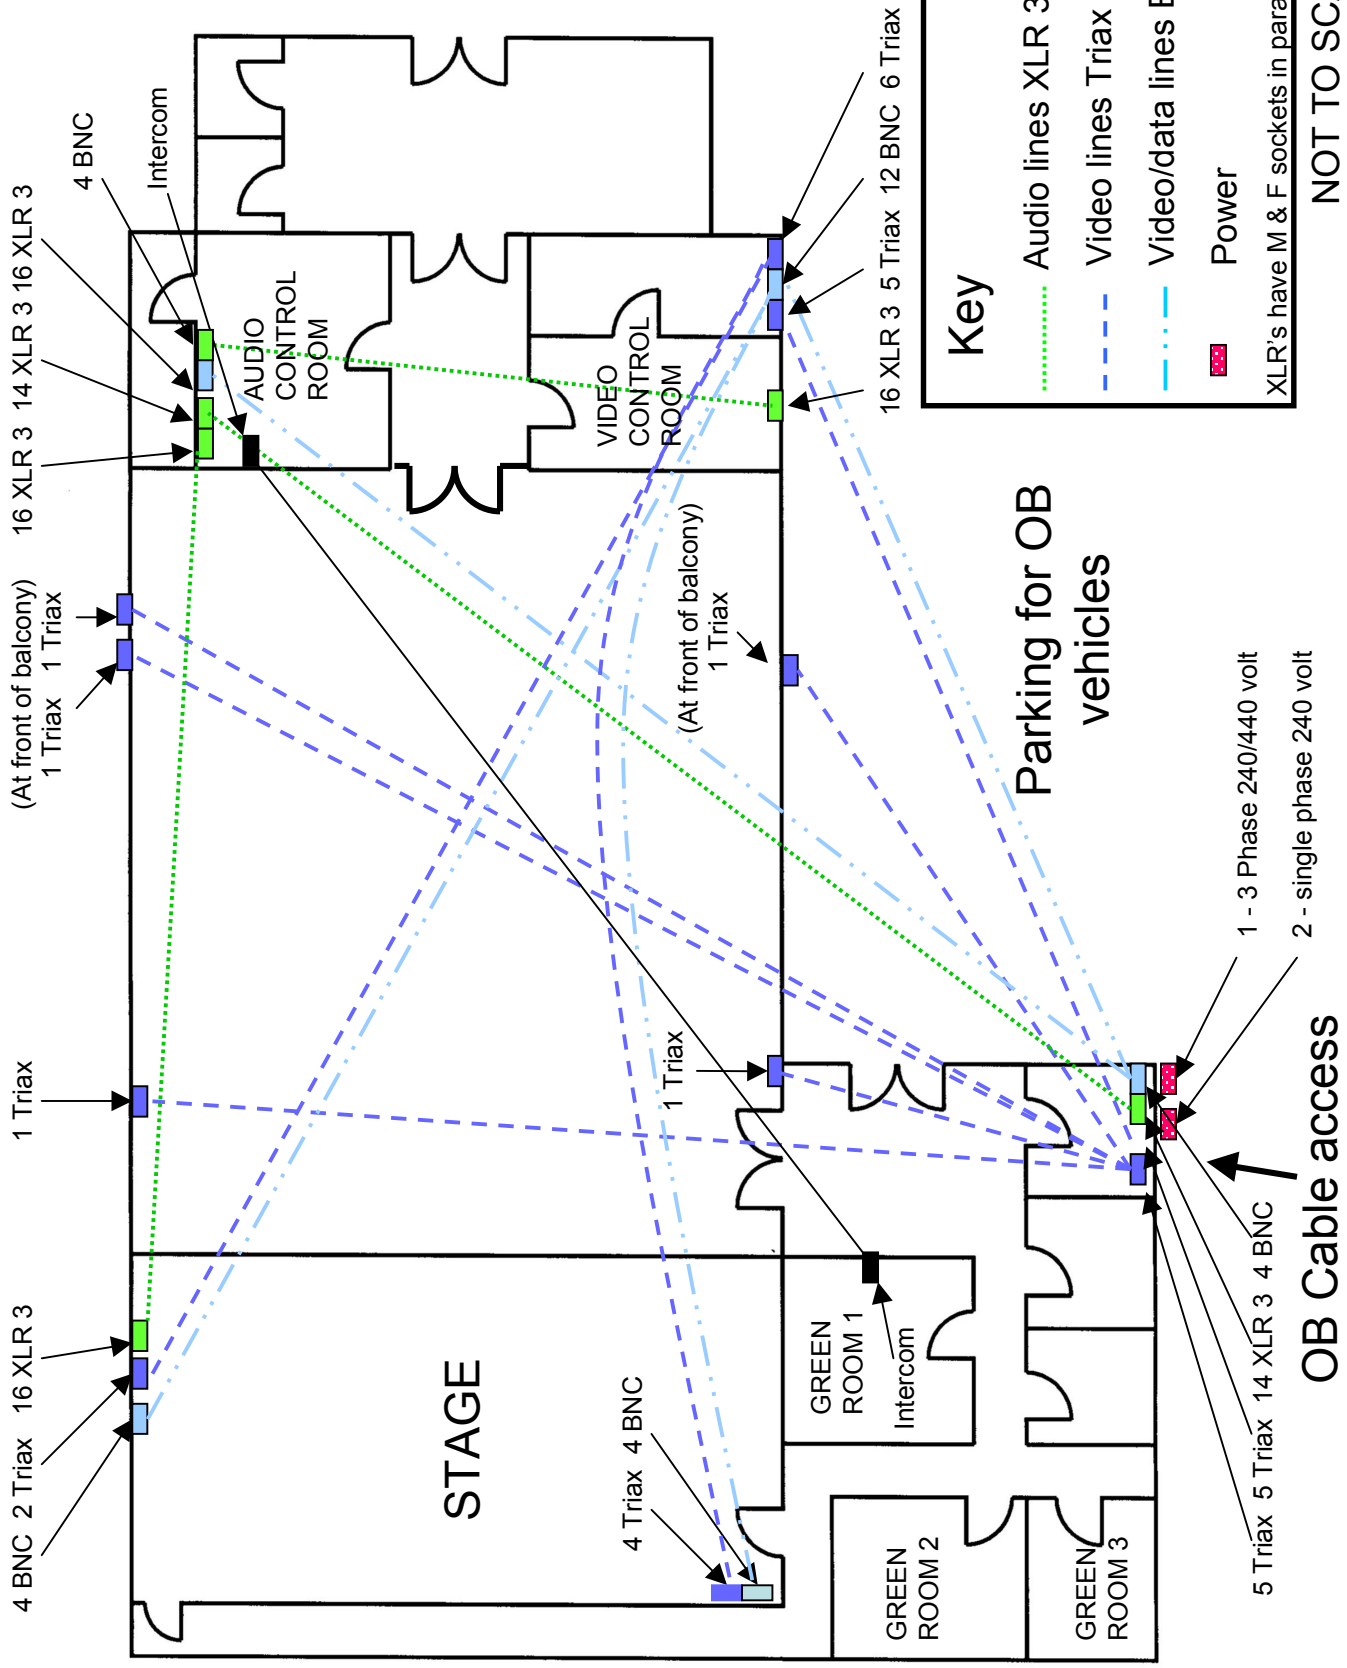 4 BNC 2 Triax 16 XLR 3
1 Triax
(At front of balcony)
1 Triax 1 Triax
16 XLR 3 14 XLR 3 16 XLR 3
4 BNC
Intercom
AUDIO
CONTROL
ROOM
STAGE
VIDEO
CONTROL
ROOM
4 Triax 4 BNC
1 Triax
(At front of balcony)
1 Triax
GREEN
ROOM 1
Intercom
GREEN
ROOM 2
GREEN
ROOM 3
16 XLR 3 5 Triax 12 BNC 6 Triax
Parking for OB
vehicles
5 Triax 5 Triax 14 XLR 3 4 BNC
1 - 3 Phase 240/440 volt
2 - single phase 240 volt
OB Cable access
Key
Audio lines XLR 3
Video lines Triax
Video/data lines
Power
XLR's have M & F sockets in para
NOT TO SCA